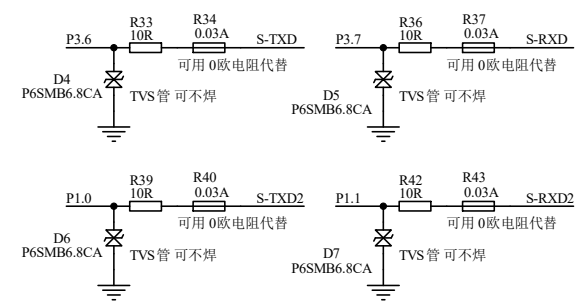 R33 R34
P3.6 10R 0.03A S-TXD
可用 0欧电阻代替
D4
P6SMB6.8CA TVS管 可不焊
R36 R37
P3.7 10R 0.03A S-RXD
可用 0欧电阻代替
D5
P6SMB6.8CA TVS管 可不焊
R39 R40
P1.0 10R 0.03A S-TXD2
可用 0欧电阻代替
D6
P6SMB6.8CA TVS管 可不焊
R42 R43
P1.1 10R 0.03A S-RXD2
可用 0欧电阻代替
D7
P6SMB6.8CA TVS管 可不焊